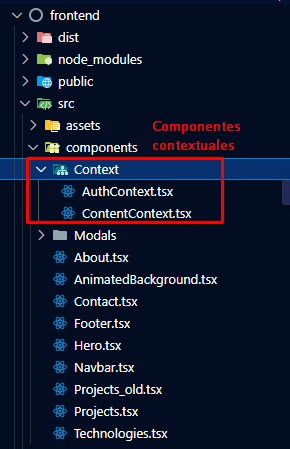 frontend
dist
node_modules
public
src
assets
Componentes
contextuales
components
Context
AuthContext.tsx
ContentContext.tsx
Modals
About.tsx
AnimatedBackground.tsx
Contact.tsx
Footer.tsx
Hero.tsx
Navbar.tsx
Projects_old.tsx
Projects.tsx
Technologies.tsx